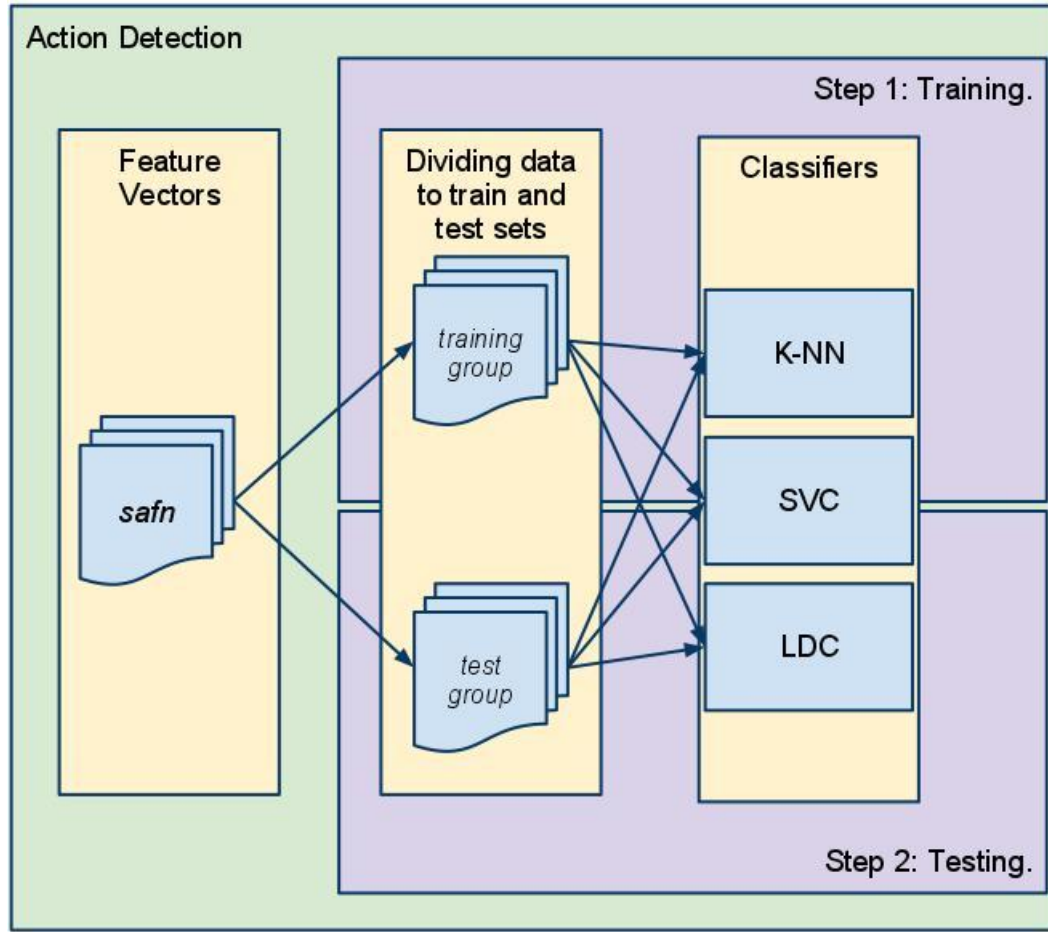 Action Detection
Step 1: Training.
Feature
Vectors
safn
Dividing data
to train and
test sets
training
group
test
group
Classifiers
K-NN
SVC
LDC
Step 2: Testing.